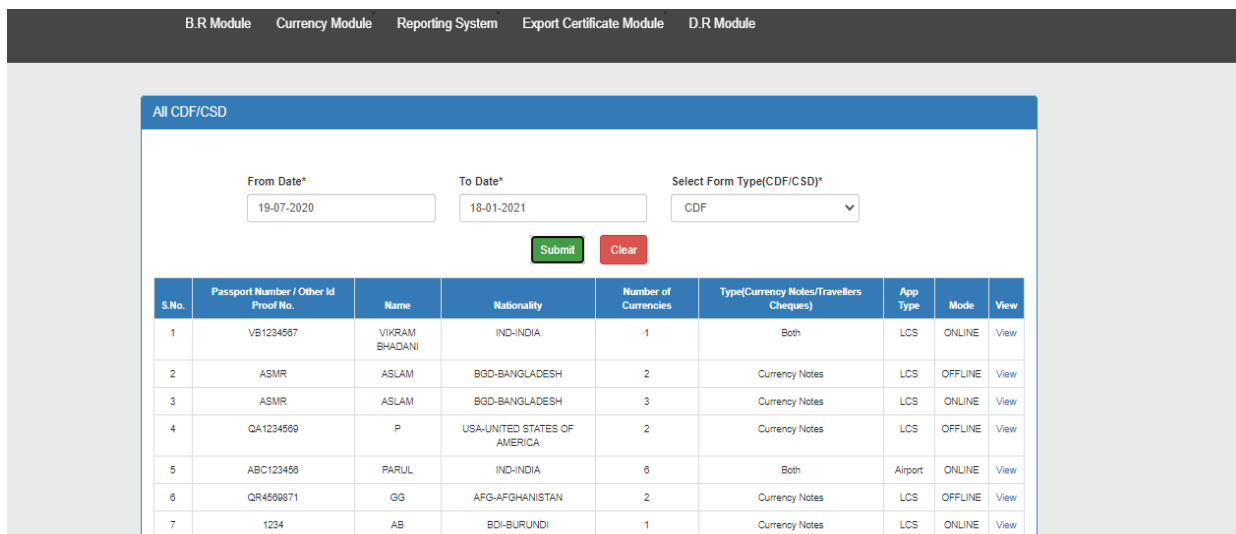 B.R Module Currency Module Reporting System Export Certificate Module D.R Module
All CDF/CSD
From Date* To Date* Select Form Type(CDF/CSD)*
19-07-2020 18-01-2021 CDF
Submit Clear
S.No. Passport Number / Other Id Proof No. Name Nationality Number of Currencies Type(Currency Notes/Travellers Cheques) App Type Mode View
1 VB1234567 VIKRAM BHADANI IND-INDIA 1 Both LCS ONLINE View
2 ASMR ASLAM BGD-BANGLADESH 2 Currency Notes LCS OFFLINE View
3 ASMR ASLAM BGD-BANGLADESH 3 Currency Notes LCS ONLINE View
4 QA1234569 P USA-UNITED STATES OF AMERICA 2 Currency Notes LCS OFFLINE View
5 ABC123456 PARUL IND-INDIA 6 Both Airport ONLINE View
6 QR4569871 GG AFG-AFGHANISTAN 2 Currency Notes LCS OFFLINE View
7 1234 AB BDI-BURUNDI 1 Currency Notes LCS ONLINE View